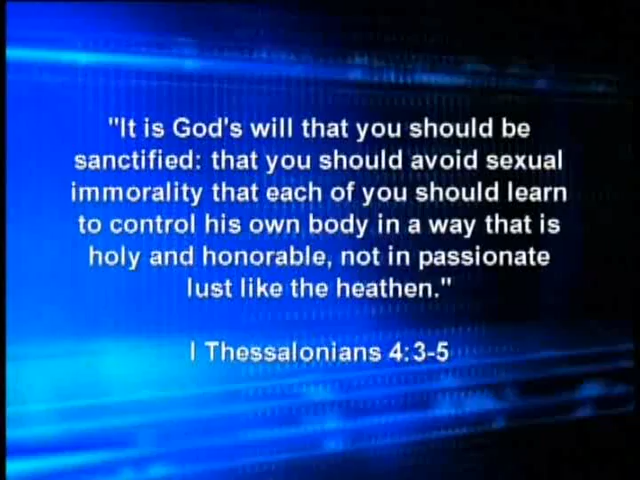 "It is God's will that you should be
sanctified: that you should avoid sexual
immorality that each of you should learn
to control his own body in a way that is
holy and honorable, not in passionate
lust like the heathen."
I Thessalonians 4:3-5